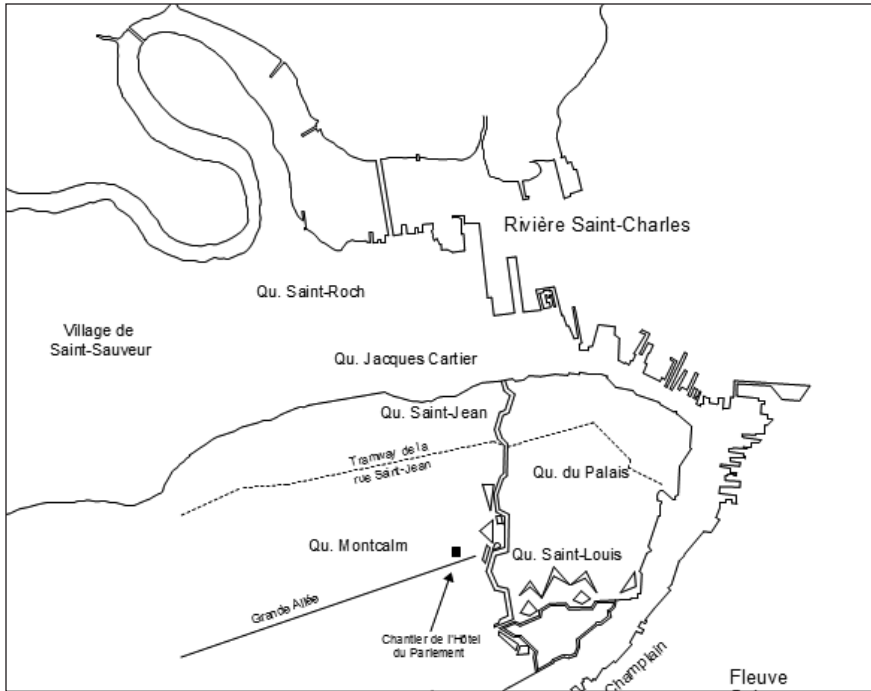 Rivière Saint-Charles
Qu. Saint-Roch
Village de
Saint-Sauveur
Qu. Jacques Cartier
Qu. Saint-Jean
Tramway de la
rue Saint-Jean
Qu. du Palais
Qu. Montcalm
Qu. Saint-Louis
Grande Allée
Chantier de l'Hôtel
du Parlement
Champlain
Fleuve